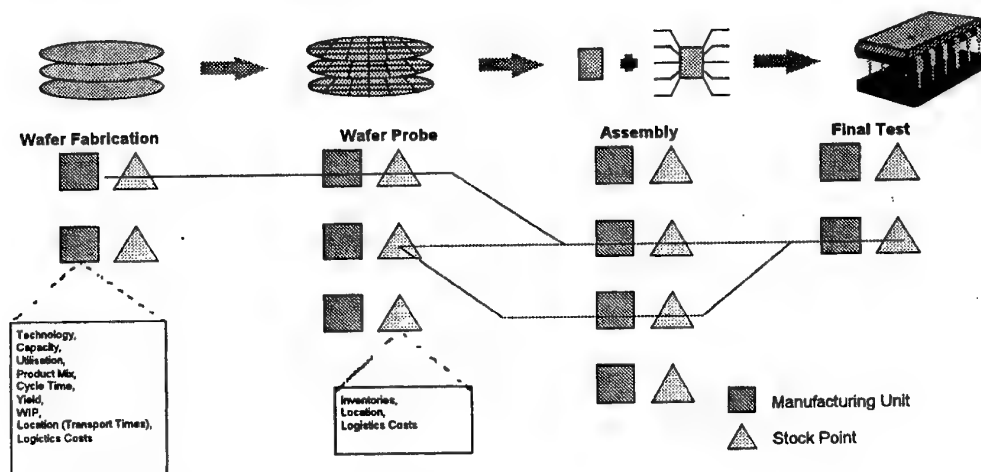 Wafer Fabrication
Wafer Probe
Assembly
Final Test
Technology,
Capacity,
Utilisation,
Product Mix,
Cycle Time,
Yield,
WIP,
Location (Transport Times),
Logictics Costs
Inventories,
Location,
Logistics Costs
Manufacturing Unit
Stock Point